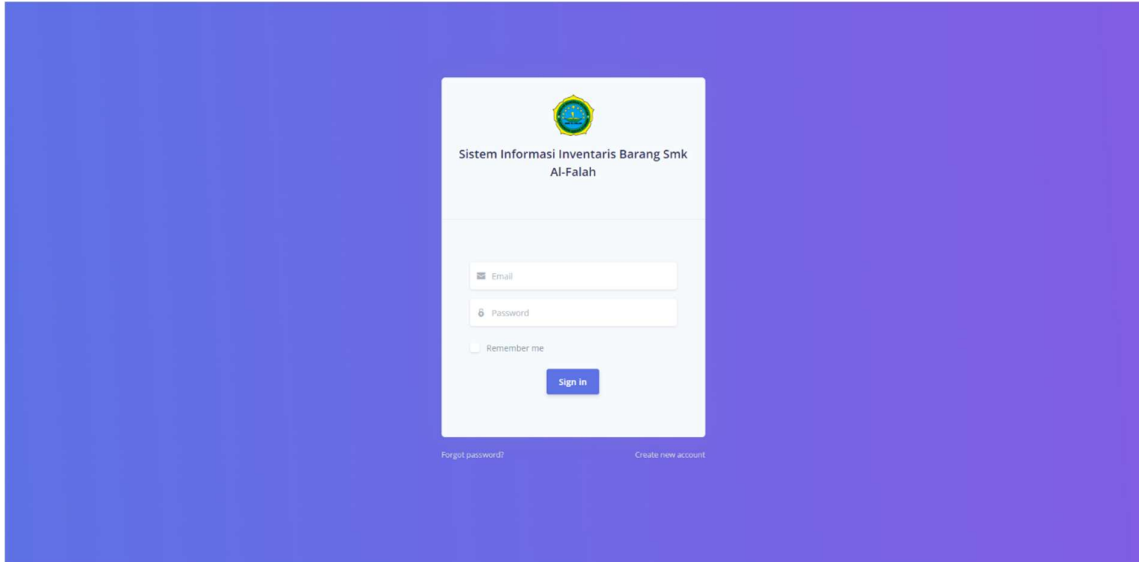 Sistem Informasi Inventaris Barang Smk
Al-Falah
Email
Password
Remember me
Sign in
Forgot password?
Create new account